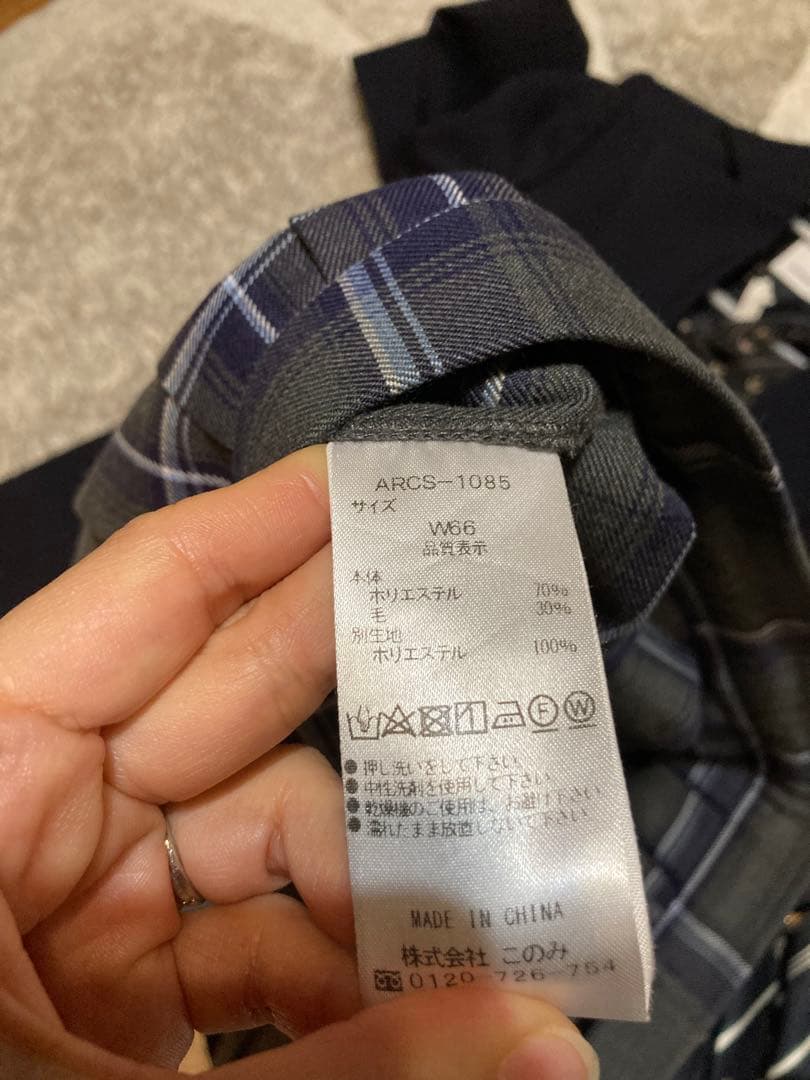 ARCS-1085
サイズ
W66
品質表示
本体
ポリエステル 70%
毛 30%
別生地
ポリエステル 100%
F W
●押し洗いをして下さい
●中性洗剤を使用して下さい
●乾燥機のご使用は、お避け下さい
●濡れたまま放置しないで下さい
MADE IN CHINA
株式会社 このみ
0120-726-754